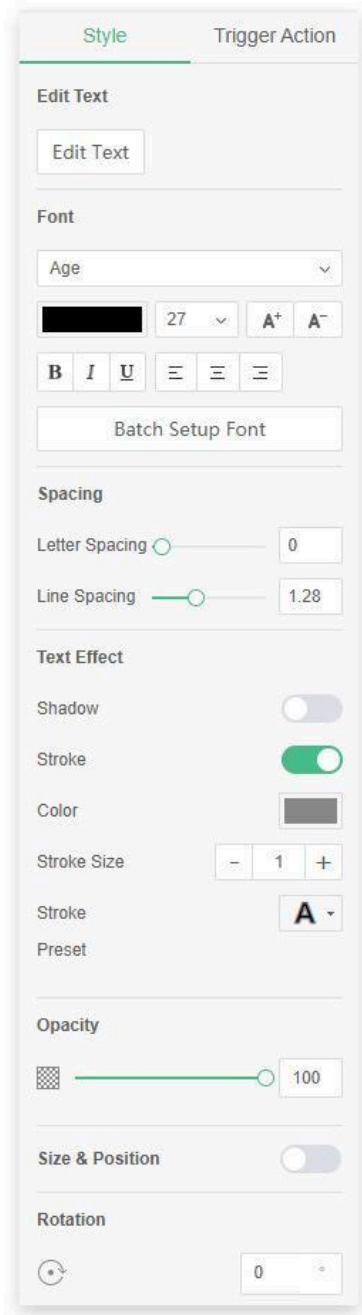 Style Trigger Action
Edit Text
Edit Text
Font
Age
27 A+ A-
B I U
Batch Setup Font
Spacing
Letter Spacing 0
Line Spacing 1.28
Text Effect
Shadow
Stroke
Color
Stroke Size - 1 +
Stroke A
Preset
Opacity
100
Size & Position
Rotation
0 °